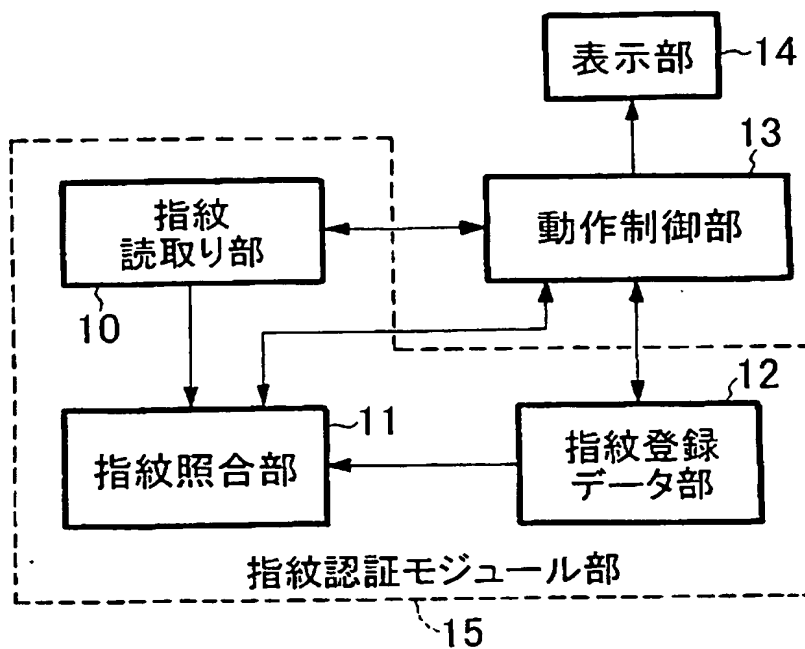 表示部
14
13
動作制御部
指紋
読取り部
10
指紋照合部
11
12
指紋登録
データ部
指紋認証モジュール部
15